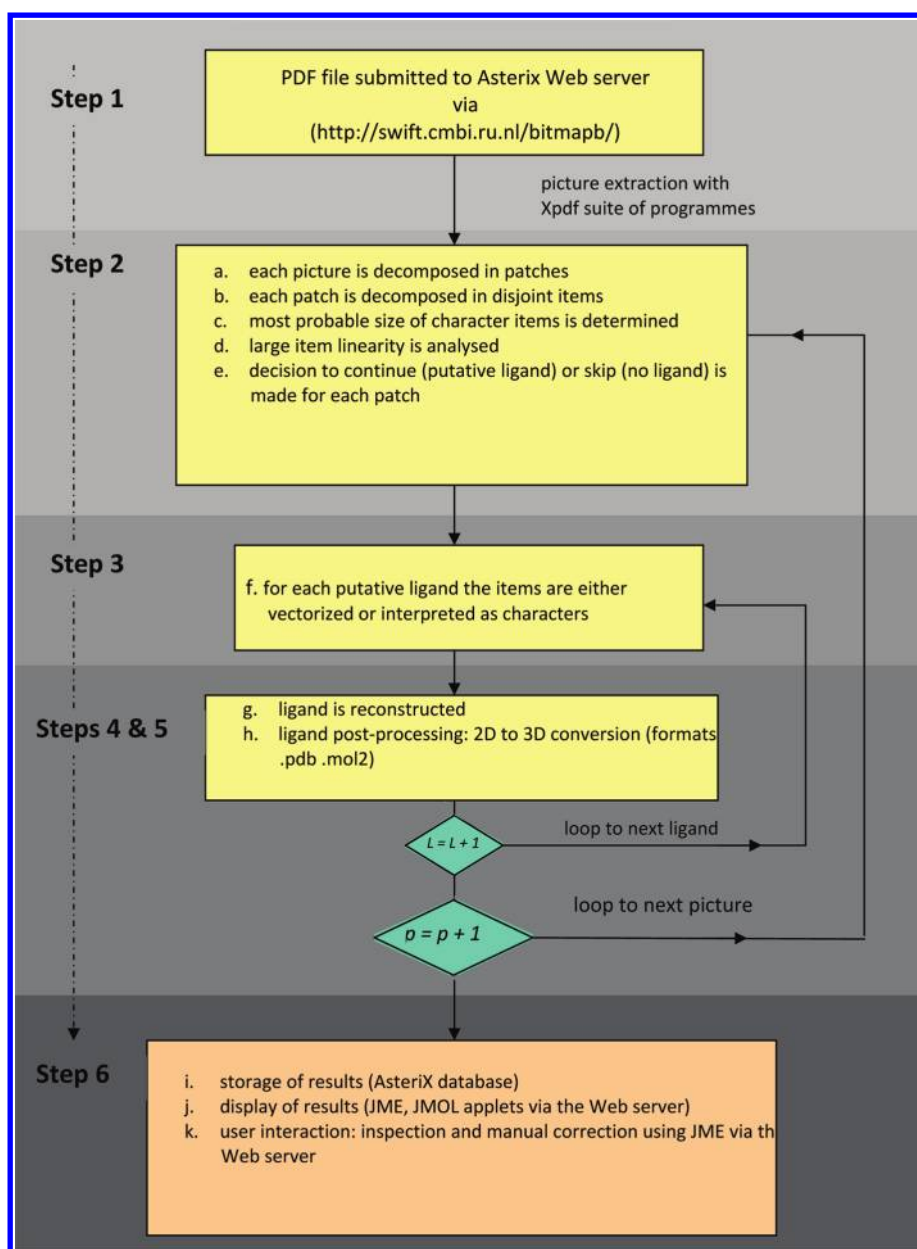 Step 1
PDF file submitted to Asterix Web server
via
(http://swift.cmbi.ru.nl/bitmapb/)
picture extraction with
Xpdf suite of programmes
Step 2
a. each picture is decomposed in patches
b. each patch is decomposed in disjoint items
c. most probable size of character items is determined
d. large item linearity is analysed
e. decision to continue (putative ligand) or skip (no ligand) is
made for each patch
Step 3
f. for each putative ligand the items are either
vectorized or interpreted as characters
Steps 4 & 5
g. ligand is reconstructed
h. ligand post-processing: 2D to 3D conversion (formats
.pdb .mol2)
L = L + 1
loop to next ligand
p = p + 1
loop to next picture
Step 6
i. storage of results (AsteriX database)
j. display of results (JME, JMOL applets via the Web server)
k. user interaction: inspection and manual correction using JME via th
Web server